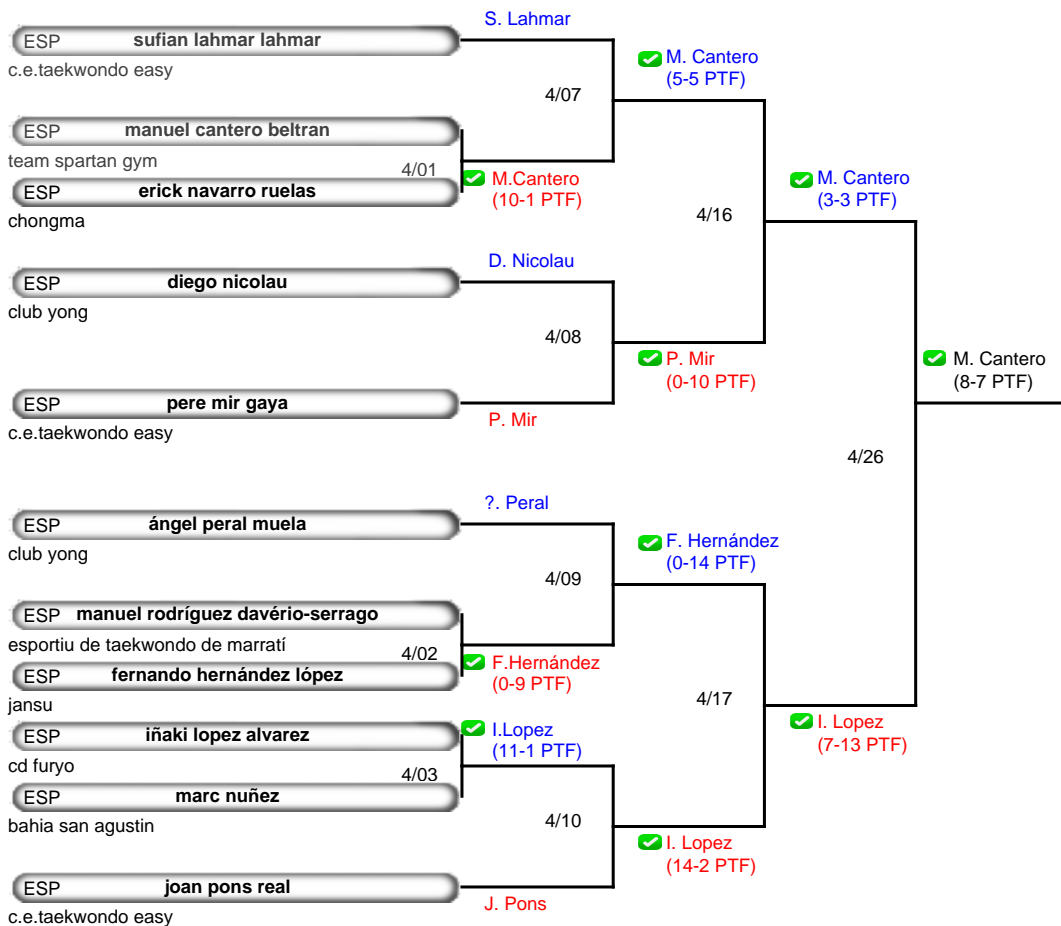 S. Lahmar
ESP sufian lahmar lahmar
c.e.taekwondo easy
M. Cantero
(5-5 PTF)
4/07
ESP manuel cantero beltran
team spartan gym
4/01
ESP erick navarro ruelas
chongma
M.Cantero
(10-1 PTF)
M. Cantero
(3-3 PTF)
4/16
D. Nicolau
ESP diego nicolau
club yong
4/08
P. Mir
(0-10 PTF)
M. Cantero
(8-7 PTF)
ESP pere mir gaya
P. Mir
c.e.taekwondo easy
4/26
?. Peral
ESP ángel peral muela
club yong
F. Hernández
(0-14 PTF)
4/09
ESP manuel rodríguez davério-serrago
esportiu de taekwondo de marratí
4/02
ESP fernando hernández lópez
jansu
F.Hernández
(0-9 PTF)
4/17
I. Lopez
(7-13 PTF)
ESP iñaki lopez alvarez
cd furyo
I.Lopez
(11-1 PTF)
4/03
ESP marc nuñez
bahia san agustin
4/10
I. Lopez
(14-2 PTF)
ESP joan pons real
J. Pons
c.e.taekwondo easy